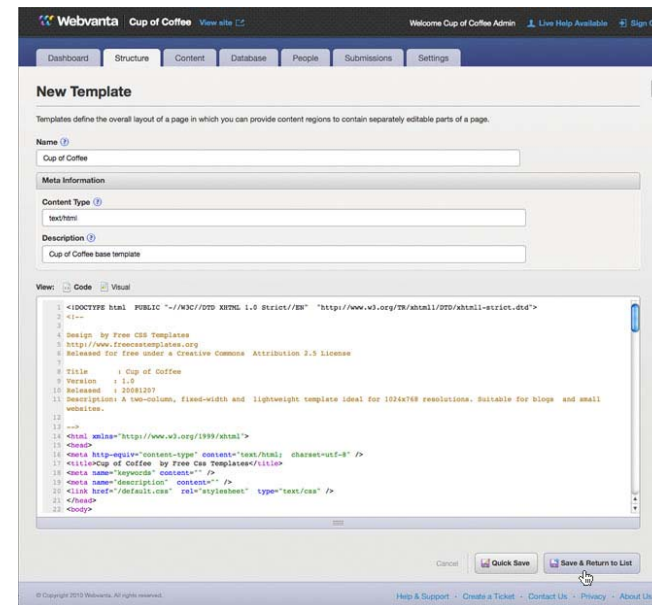 Webvanta Cup of Coffee View site Welcome Cup of Coffee Admin Live Help Available Sign
Dashboard Structure Content Database People Submissions Settings
New Template
Templates define the overall layout of a page in which you can provide content regions to contain separately editable parts of a page.
Name ?
Cup of Coffee
Meta Information
Content Type ?
text/html
Description ?
Cup of Coffee base template
View: Code Visual
1 <!DOCTYPE html PUBLIC "-//W3C//DTD XHTML 1.0 Strict//EN" "http://www.w3.org/TR/xhtml1/DTD/xhtml1-strict.dtd">
2 <!--
3
4 Design by Free CSS Templates
5 http://www.freecsstemplates.org
6 Released for free under a Creative Commons Attribution 2.5 License
7
8 Title : Cup of Coffee
9 Version : 1.0
10 Released : 20081207
11 Description: A two-column, fixed-width and lightweight template ideal for 1024x768 resolutions. Suitable for blogs and small
websites.
12
13 -->
14 <html xmlns="http://www.w3.org/1999/xhtml">
15 <head>
16 <meta http-equiv="content-type" content="text/html; charset=utf-8" />
17 <title>Cup of Coffee by Free Css Templates</title>
18 <meta name="keywords" content="" />
19 <meta name="description" content="" />
20 <link href="/default.css" rel="stylesheet" type="text/css" />
21 </head>
22 <body>
Cancel Quick Save Save & Return to List
© Copyright 2010 Webvanta. All rights reserved. Help & Support - Create a Ticket - Contact Us - Privacy - About Us